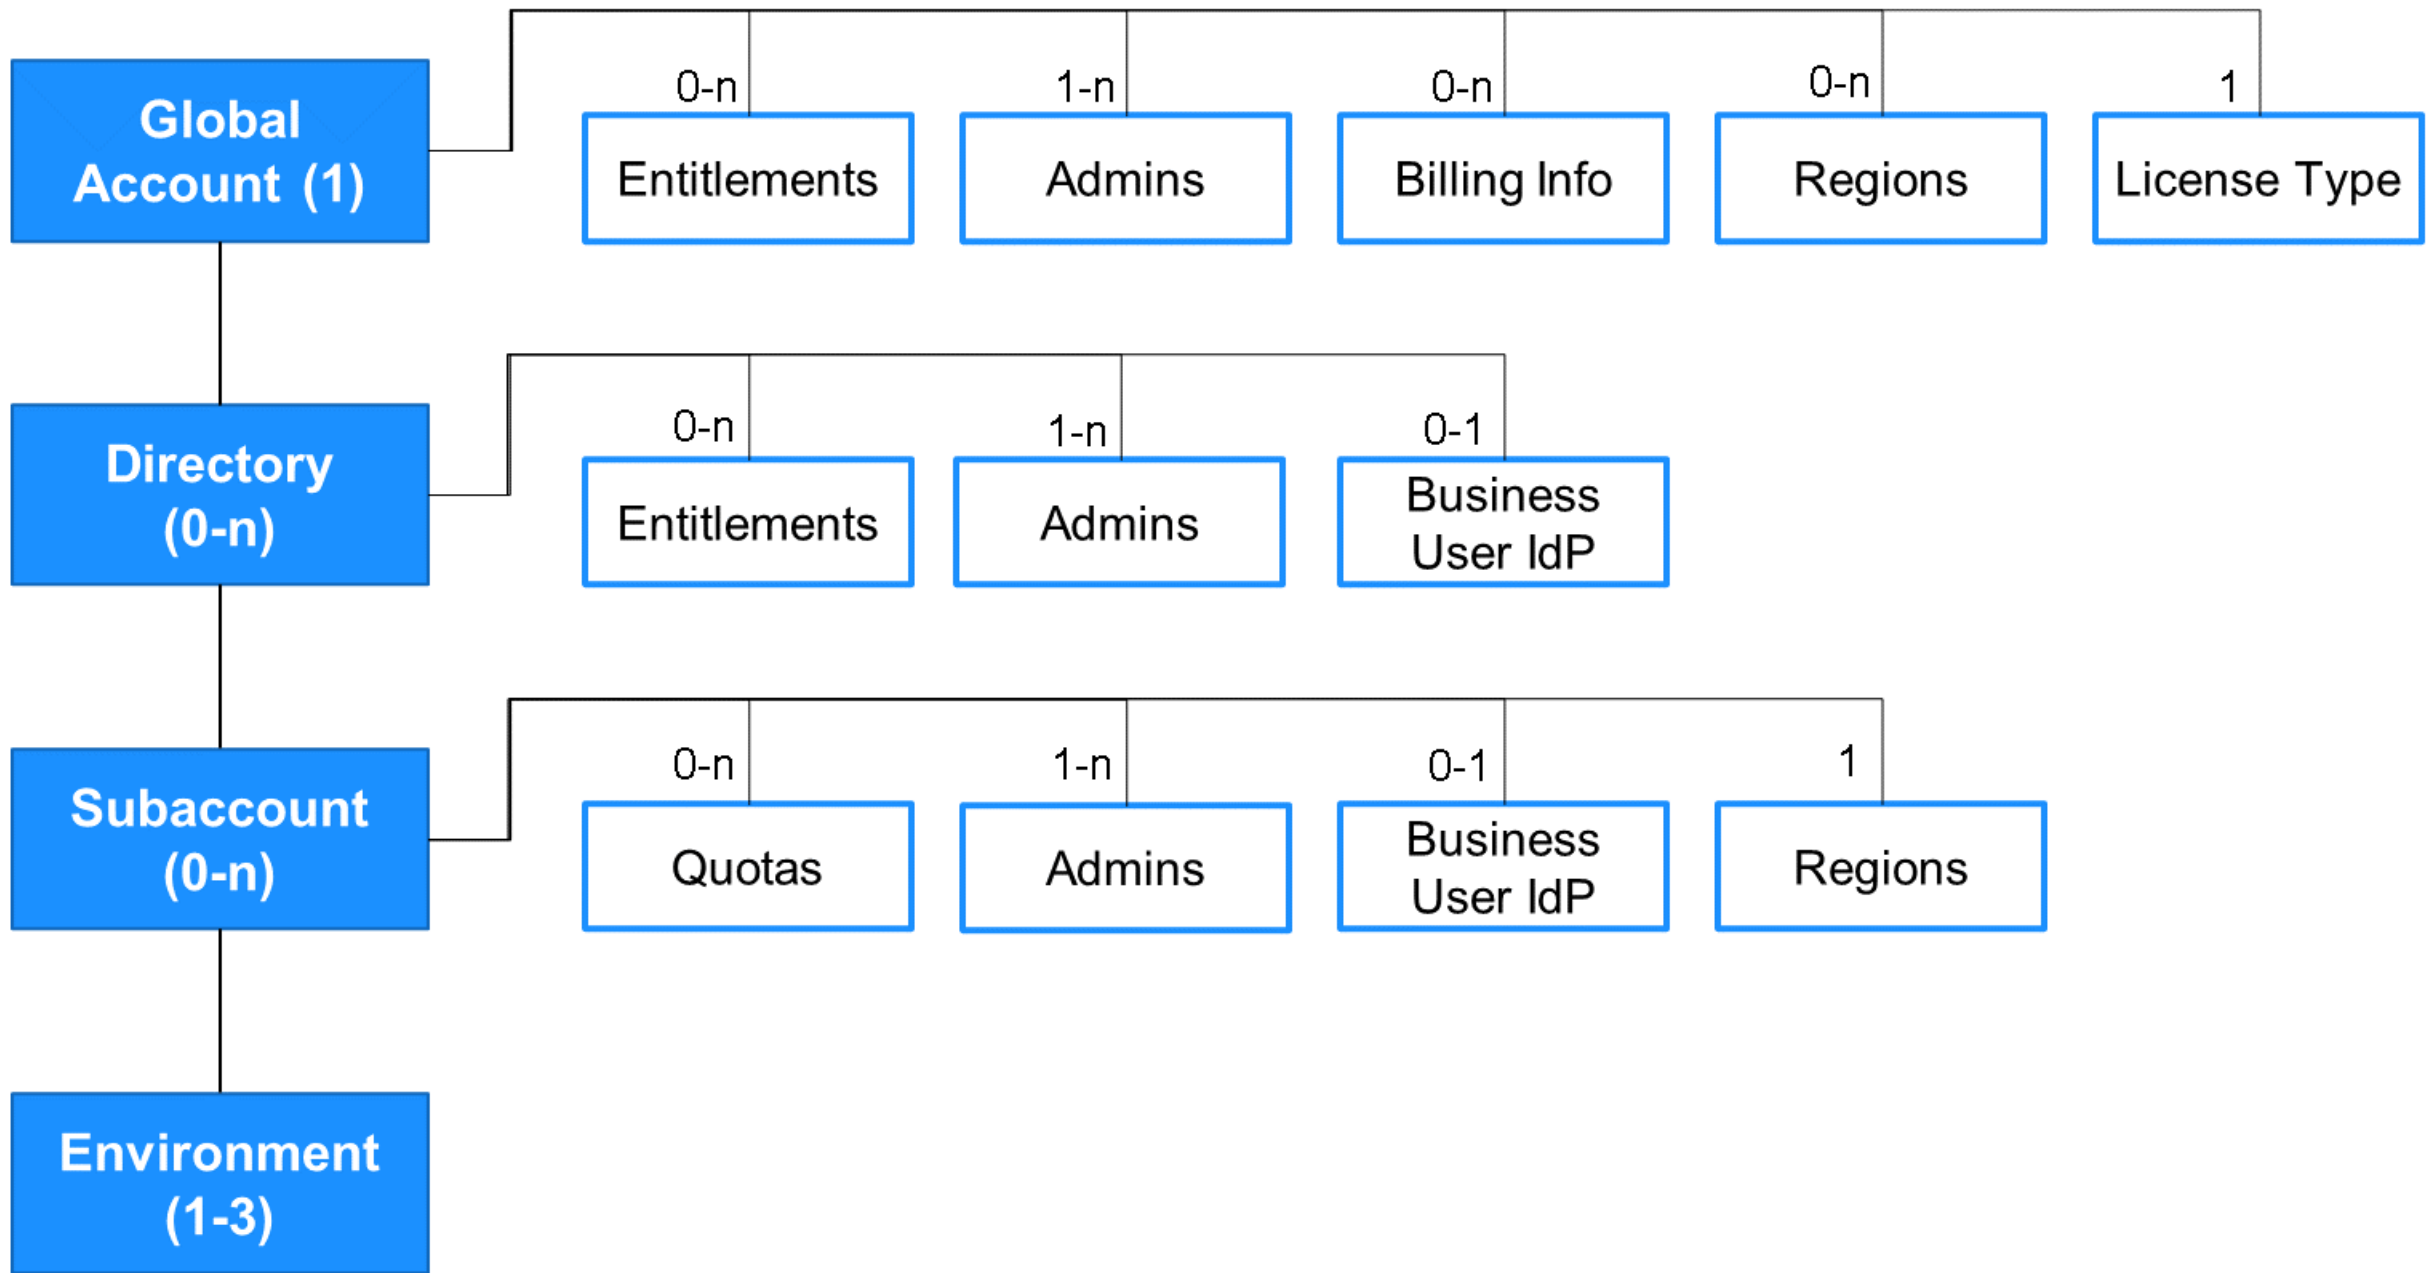 0-n
1-n
0-n
0-n
1
Global
Account (1)
Entitlements
Admins
Billing Info
Regions
License Type
0-n
1-n
0-1
Directory
(0-n)
Entitlements
Admins
Business
User IdP
0-n
1-n
0-1
1
Subaccount
(0-n)
Quotas
Admins
Business
User IdP
Regions
Environment
(1-3)